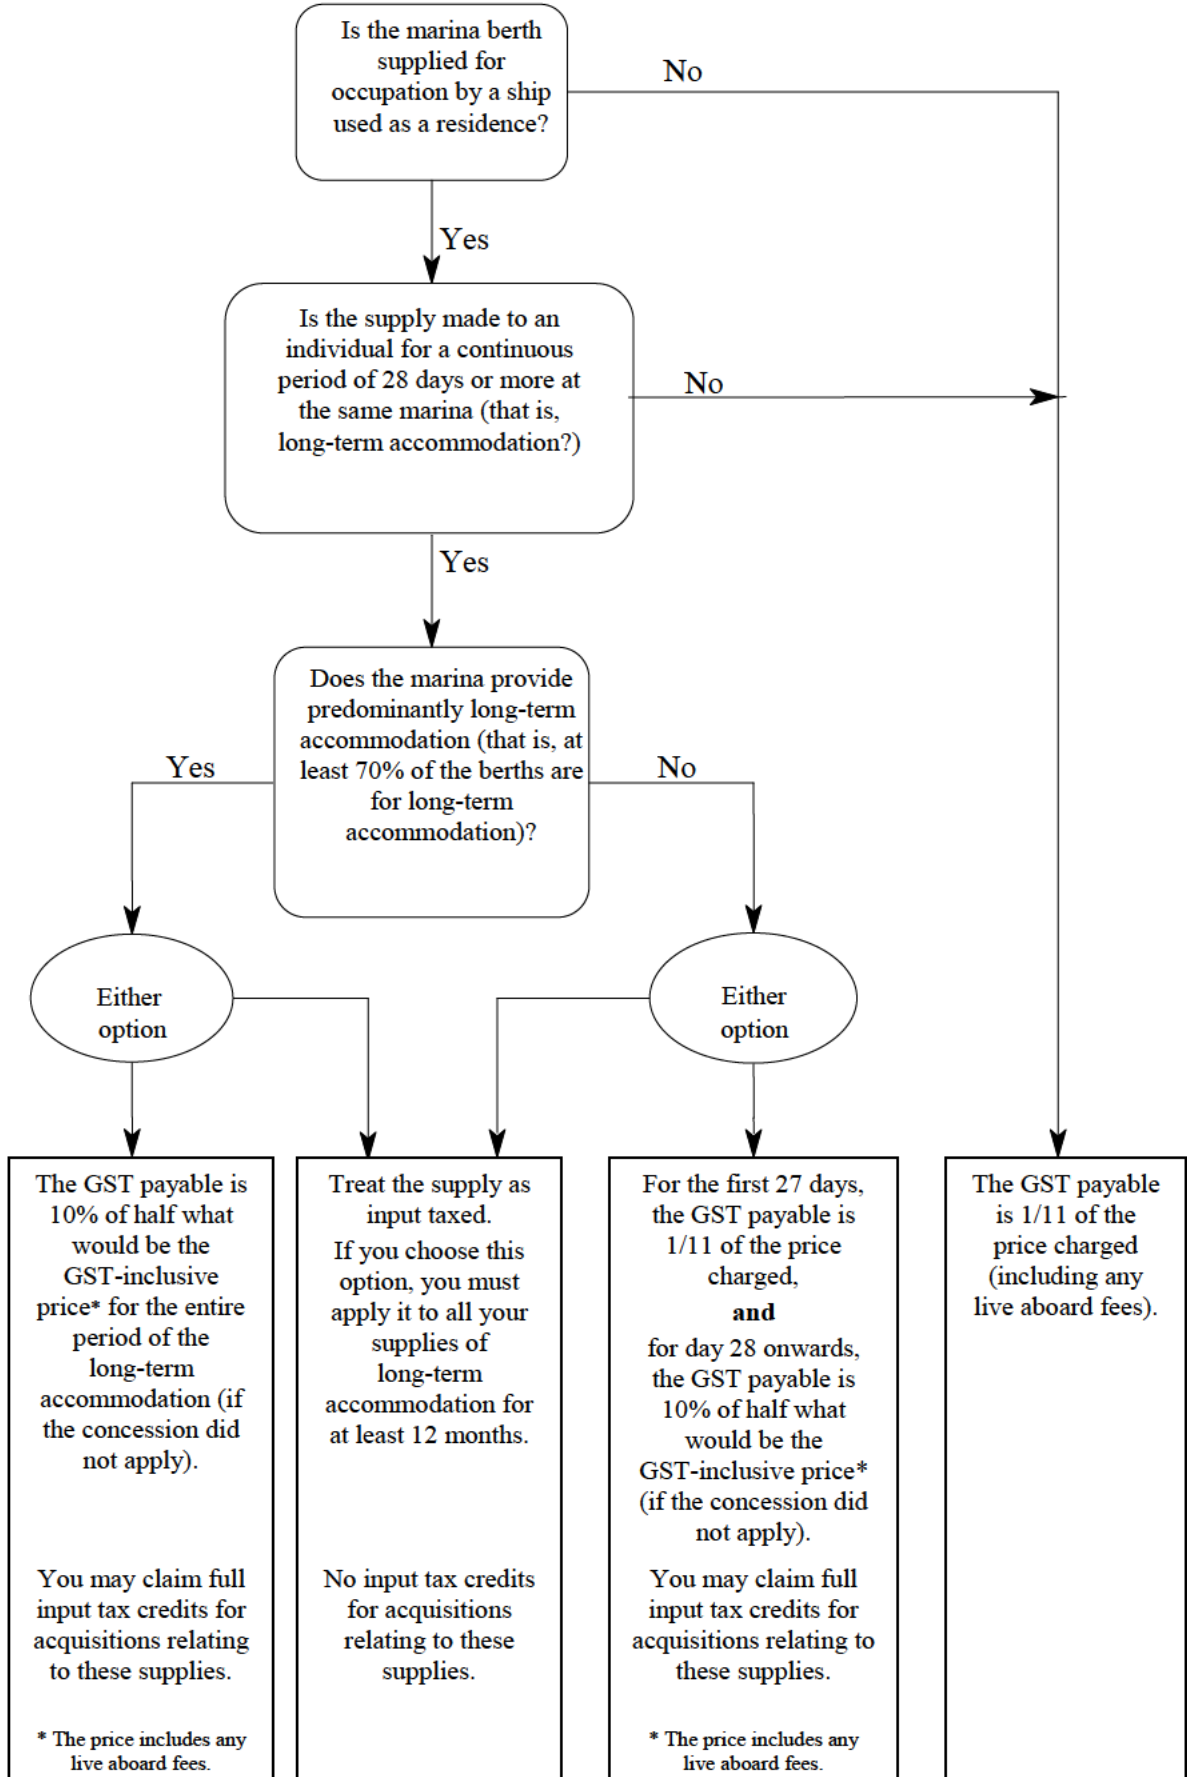 Is the marina berth
supplied for
occupation by a ship
used as a residence?
No
Yes
Is the supply made to an
individual for a continuous
period of 28 days or more at
the same marina (that is,
long-term accommodation?)
No
Yes
Does the marina provide
predominantly long-term
accommodation (that is, at
least 70% of the berths are
for long-term
accommodation)?
Yes
No
Either
option
Either
option
The GST payable is
10% of half what
would be the
GST-inclusive
price* for the entire
period of the
long-term
accommodation (if
the concession did
not apply).
You may claim full
input tax credits for
acquisitions relating
to these supplies.
* The price includes any
live aboard fees.
Treat the supply as
input taxed.
If you choose this
option, you must
apply it to all your
supplies of
long-term
accommodation for
at least 12 months.
No input tax credits
for acquisitions
relating to these
supplies.
For the first 27 days,
the GST payable is
1/11 of the price
charged,
and
for day 28 onwards,
the GST payable is
10% of half what
would be the
GST-inclusive price*
(if the concession did
not apply).
You may claim full
input tax credits for
acquisitions relating to
these supplies.
* The price includes any
live aboard fees.
The GST payable
is 1/11 of the
price charged
(including any
live aboard fees).